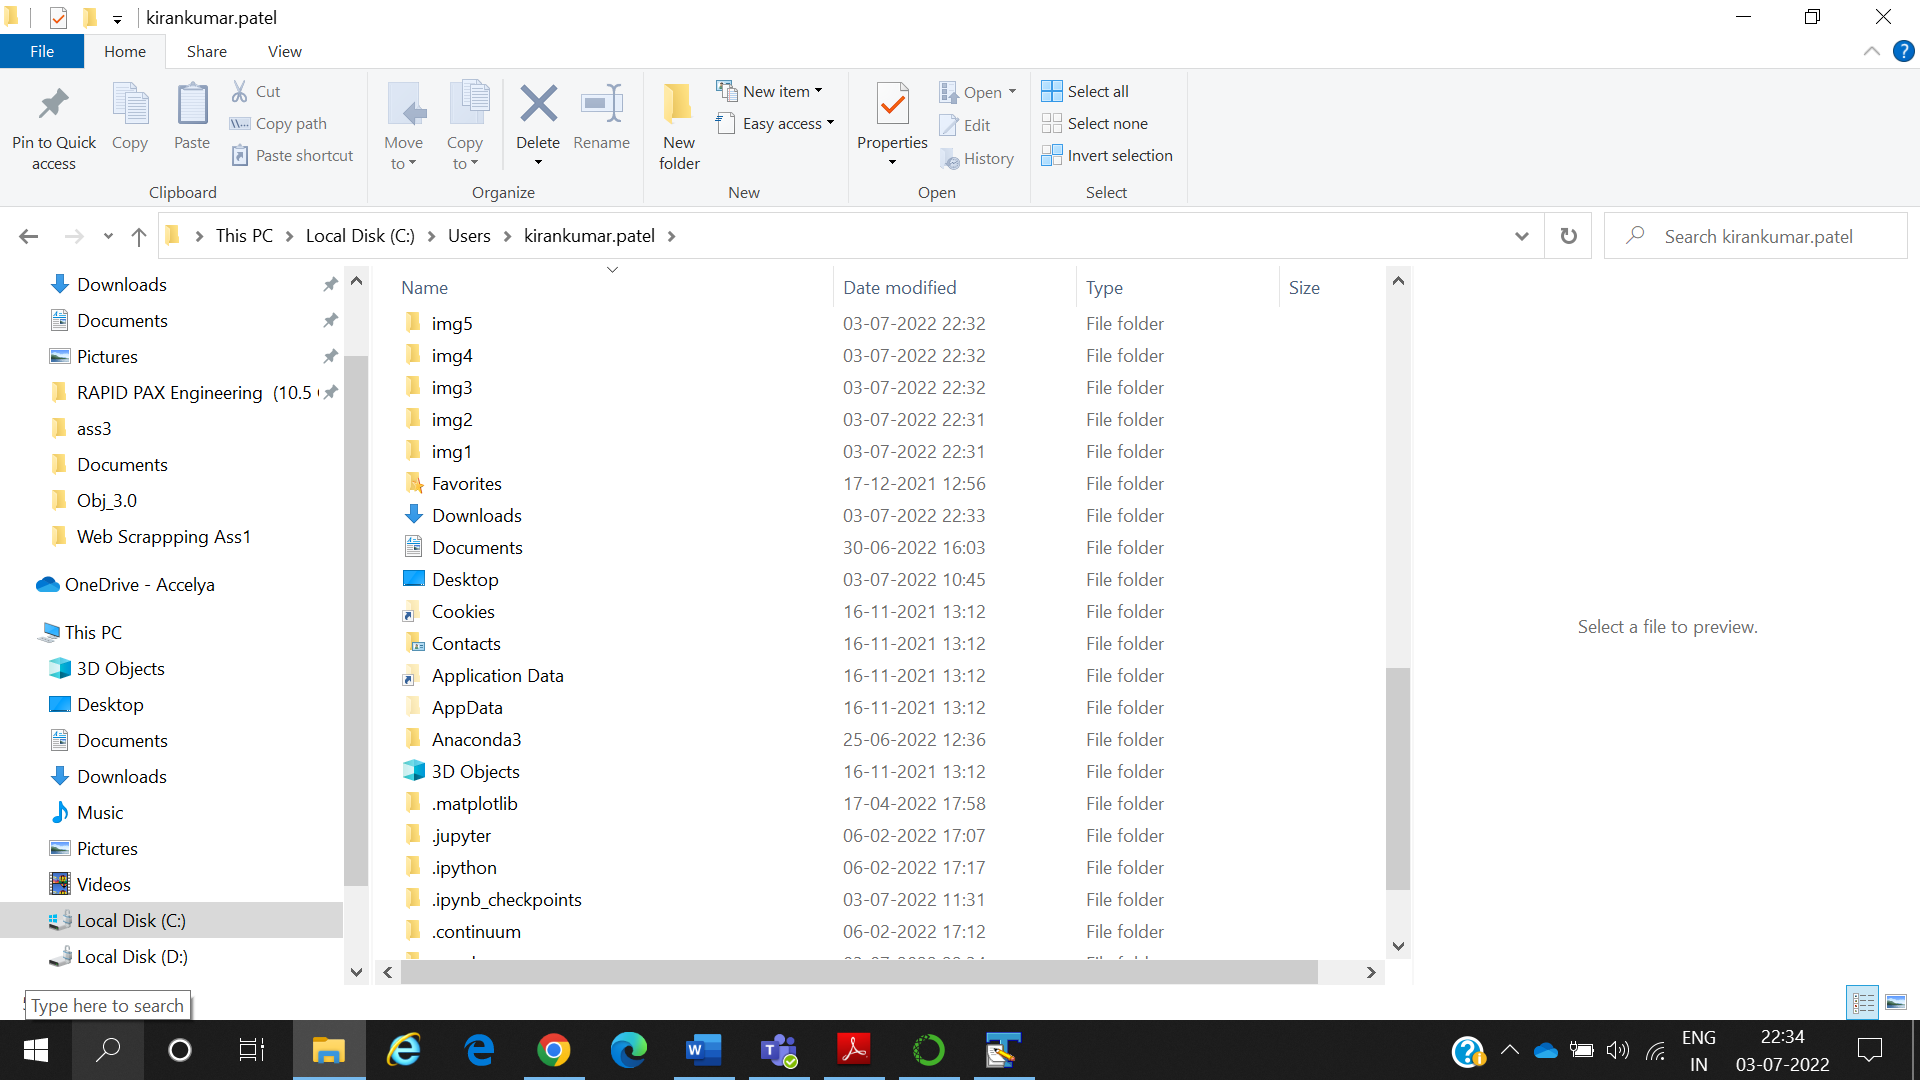 kirankumar.patel
File Home Share View
Pin to Quick access
Copy
Paste
Cut
Copy path
Paste shortcut
Clipboard
Move to
Copy to
Delete
Rename
Organize
New folder
New item
Easy access
New
Properties
Open
Edit
History
Open
Select all
Select none
Invert selection
Select
This PC Local Disk (C:) Users kirankumar.patel
Search kirankumar.patel
Downloads
Documents
Pictures
RAPID PAX Engineering (10.5
ass3
Documents
Obj_3.0
Web Scrappping Ass1
OneDrive - Accelya
This PC
3D Objects
Desktop
Documents
Downloads
Music
Pictures
Videos
Local Disk (C:)
Local Disk (D:)
Name Date modified Type Size
img5 03-07-2022 22:32 File folder
img4 03-07-2022 22:32 File folder
img3 03-07-2022 22:32 File folder
img2 03-07-2022 22:31 File folder
img1 03-07-2022 22:31 File folder
Favorites 17-12-2021 12:56 File folder
Downloads 03-07-2022 22:33 File folder
Documents 30-06-2022 16:03 File folder
Desktop 03-07-2022 10:45 File folder
Cookies 16-11-2021 13:12 File folder
Contacts 16-11-2021 13:12 File folder
Application Data 16-11-2021 13:12 File folder
AppData 16-11-2021 13:12 File folder
Anaconda3 25-06-2022 12:36 File folder
3D Objects 16-11-2021 13:12 File folder
.matplotlib 17-04-2022 17:58 File folder
.jupyter 06-02-2022 17:07 File folder
.ipython 06-02-2022 17:17 File folder
.ipynb_checkpoints 03-07-2022 11:31 File folder
.continuum 06-02-2022 17:12 File folder
Select a file to preview.
Type here to search
ENG
IN
22:34
03-07-2022